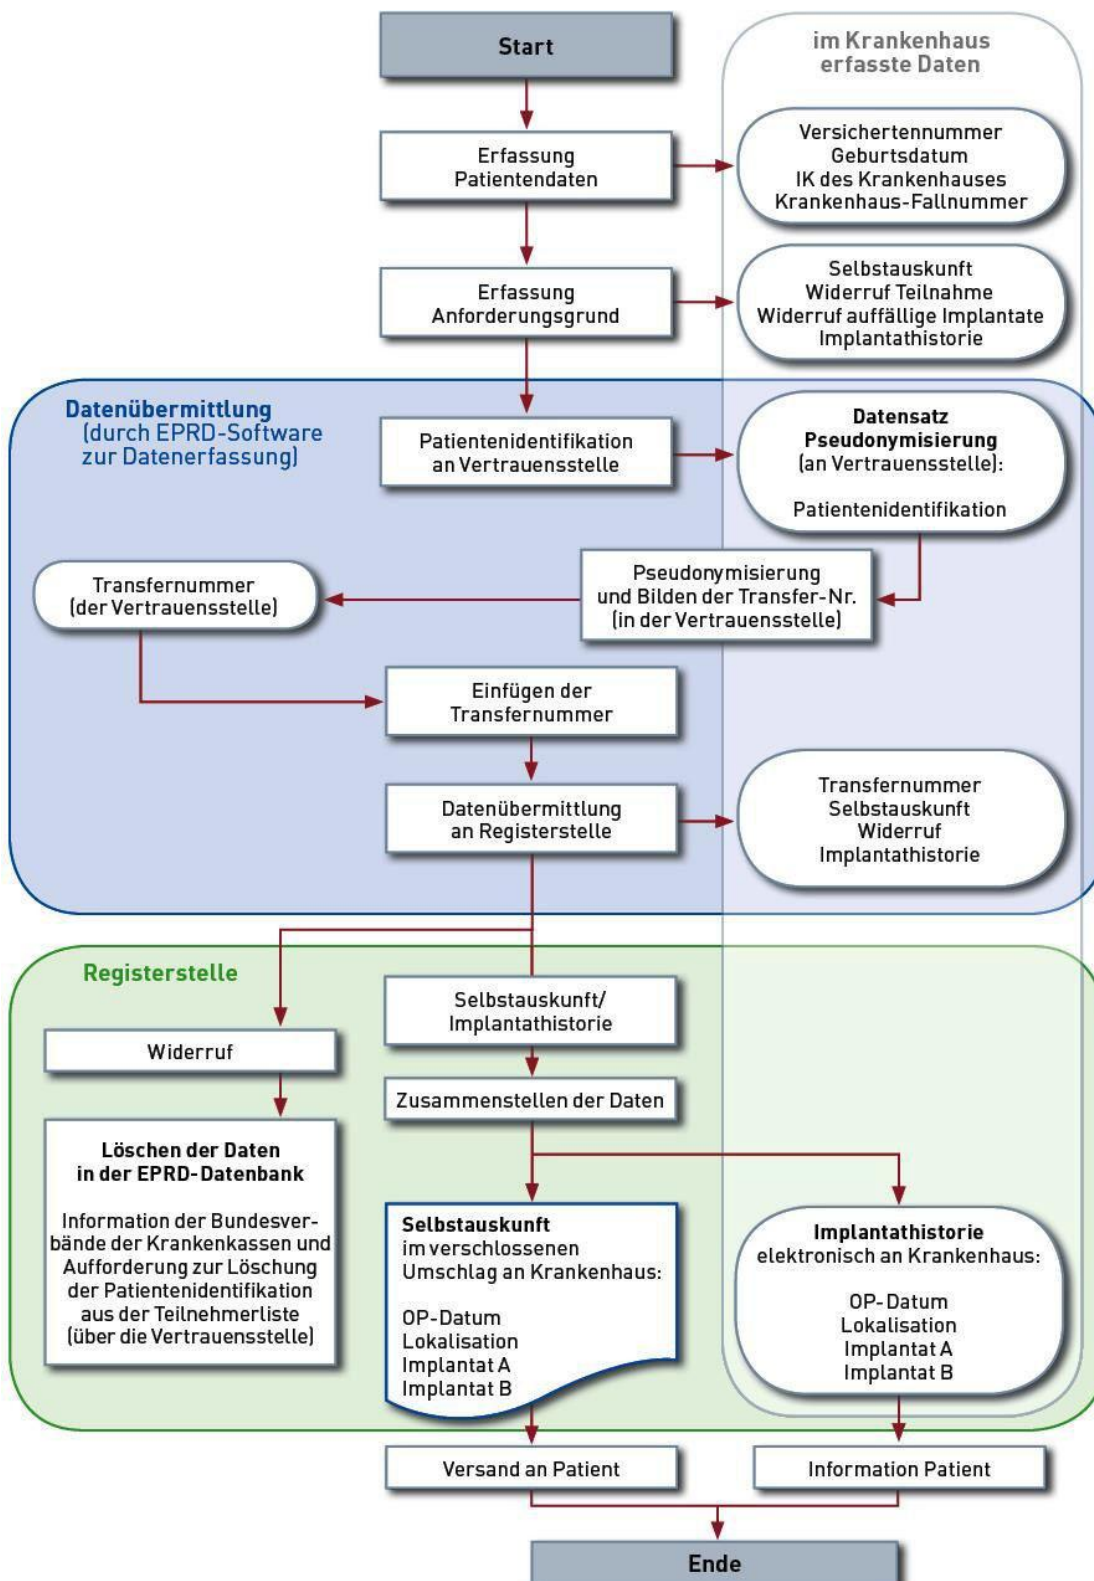 Start
im Krankenhaus
erfasste Daten
Erfassung
Patientendaten
Versichertennummer
Geburtsdatum
IK des Krankenhauses
Krankenhaus-Fallnummer
Erfassung
Anforderungsgrund
Selbstauskunft
Widerruf Teilnahme
Widerruf auffällige Implantate
Implantathistorie
Datenübermittlung
(durch EPRD-Software
zur Datenerfassung)
Patientenidentifikation
an Vertrauensstelle
Datensatz
Pseudonymisierung
(an Vertrauensstelle):
Patientenidentifikation
Pseudonymisierung
und Bilden der Transfer-Nr.
(in der Vertrauensstelle)
Transfernummer
(der Vertrauensstelle)
Einfügen der
Transfernummer
Datenübermittlung
an Registerstelle
Transfernummer
Selbstauskunft
Widerruf
Implantathistorie
Registerstelle
Selbstauskunft/
Implantathistorie
Widerruf
Zusammenstellen der Daten
Löschen der Daten
in der EPRD-Datenbank
Information der Bundesver-
bände der Krankenkassen und
Aufforderung zur Löschung
der Patientenidentifikation
aus der Teilnehmerliste
(über die Vertrauensstelle)
Selbstauskunft
im verschlossenen
Umschlag an Krankenhaus:
OP-Datum
Lokalisation
Implantat A
Implantat B
Implantathistorie
elektronisch an Krankenhaus:
OP-Datum
Lokalisation
Implantat A
Implantat B
Versand an Patient
Information Patient
Ende